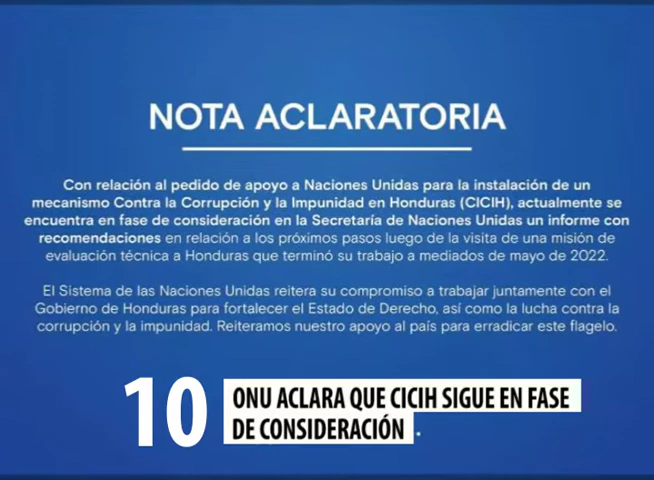 NOTA ACLARATORIA
Con relación al pedido de apoyo a Naciones Unidas para la instalación de un
mecanismo Contra la Corrupción y la Impunidad en Honduras (CICIH), actualmente se
encuentra en fase de consideración en la Secretaría de Naciones Unidas un informe con
recomendaciones en relación a los próximos pasos luego de la visita de una misión de
evaluación técnica a Honduras que terminó su trabajo a mediados de mayo de 2022.
El Sistema de las Naciones Unidas reitera su compromiso a trabajar juntamente con el
Gobierno de Honduras para fortalecer el Estado de Derecho, así como la lucha contra la
corrupción y la impunidad. Reiteramos nuestro apoyo al país para erradicar este flagelo.
10
ONU ACLARA QUE CICIH SIGUE EN FASE
DE CONSIDERACIÓN .